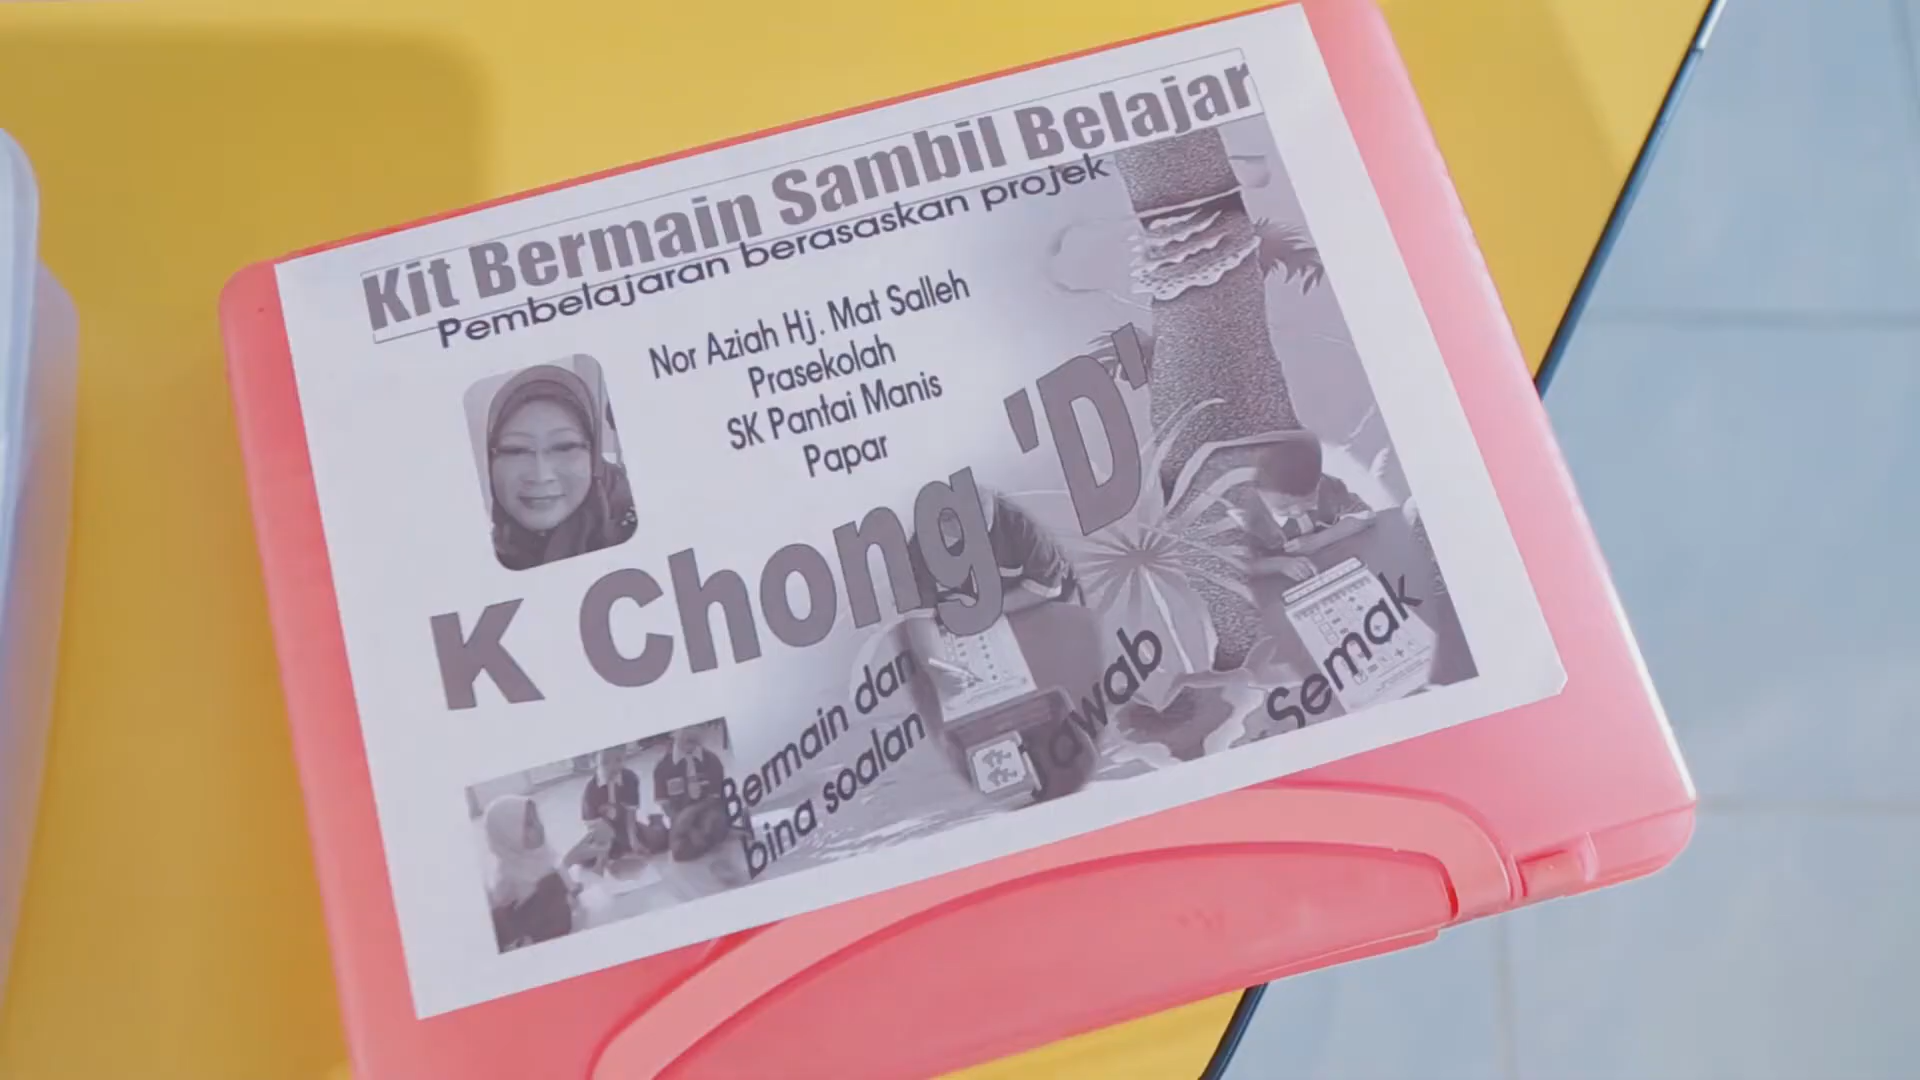 Kit Bermain Sambil Belajar
Pembelajaran berasaskan projek
Nor Aziah Hj. Mat Salleh
Prasekolah
SK Pantai Manis
Papar
K Chong 'D'
Bermain dan
bina soalan
Jawab
Semak